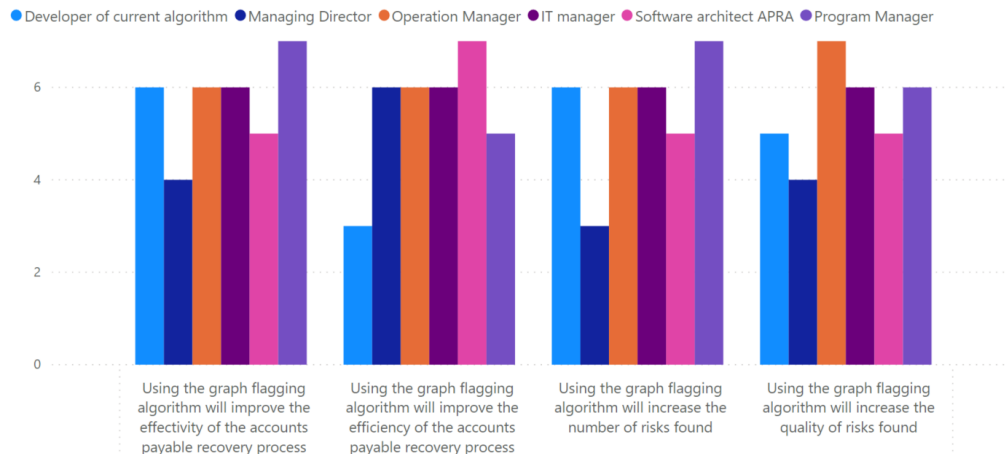 Developer of current algorithm Managing Director Operation Manager IT manager Software architect APRA Program Manager
6
4
2
0
Using the graph flagging
algorithm will improve the
effectivity of the accounts
payable recovery process
Using the graph flagging
algorithm will improve the
efficiency of the accounts
payable recovery process
Using the graph flagging
algorithm will increase the
number of risks found
Using the graph flagging
algorithm will increase the
quality of risks found